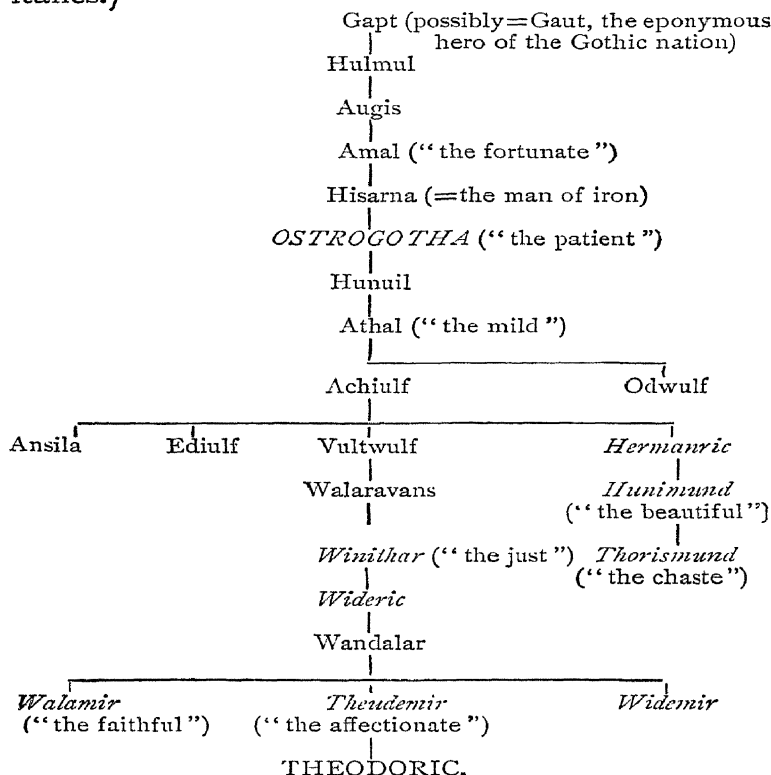 italics.)
Gapt (possibly=Gaut, the eponymous
hero of the Gothic nation)
Hulmul
Augis
Amal (“the fortunate”)
Hisarna (=the man of iron)
OSTROGOTHA (“the patient”)
Hunuil
Athal (“the mild”)
Achiulf Odwulf
Ansila Ediulf Vultwulf Hermanric
Walaravans Hunimund
(“the beautiful”)
Winithar (“the just”) Thorismund
(“the chaste”)
Wideric
Wandalar
Walamir Theudemir Widemir
(“the faithful”) (“the affectionate”)
THEODORIC.